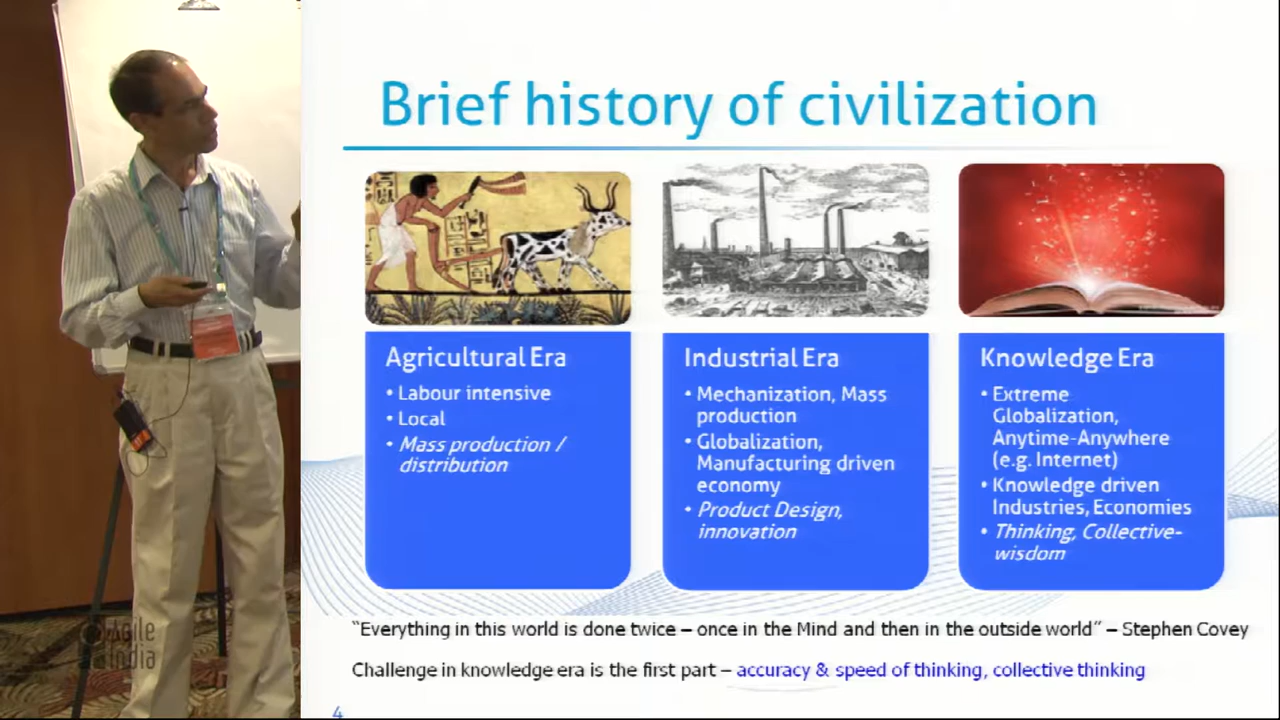 Brief history of civilization
Agricultural Era
• Labour intensive
• Local
• Mass production /
distribution
Industrial Era
• Mechanization, Mass
production
• Globalization,
Manufacturing driven
economy
• Product Design,
innovation
Knowledge Era
• Extreme
Globalization,
Anytime-Anywhere
(e.g. Internet)
• Knowledge driven
Industries, Economies
• Thinking, Collective-
wisdom
“Everything in this world is done twice – once in the Mind and then in the outside world” – Stephen Covey
Challenge in knowledge era is the first part – accuracy & speed of thinking, collective thinking
4
Agile
India